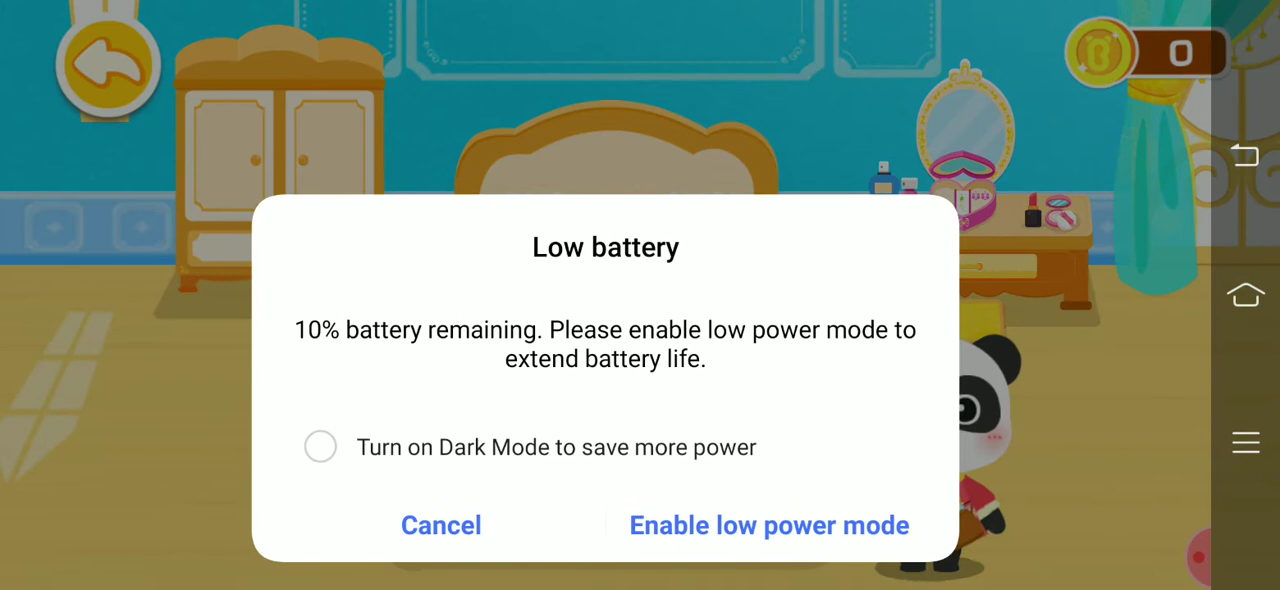 0
Low battery
10% battery remaining. Please enable low power mode to
extend battery life.
Turn on Dark Mode to save more power
Cancel
Enable low power mode